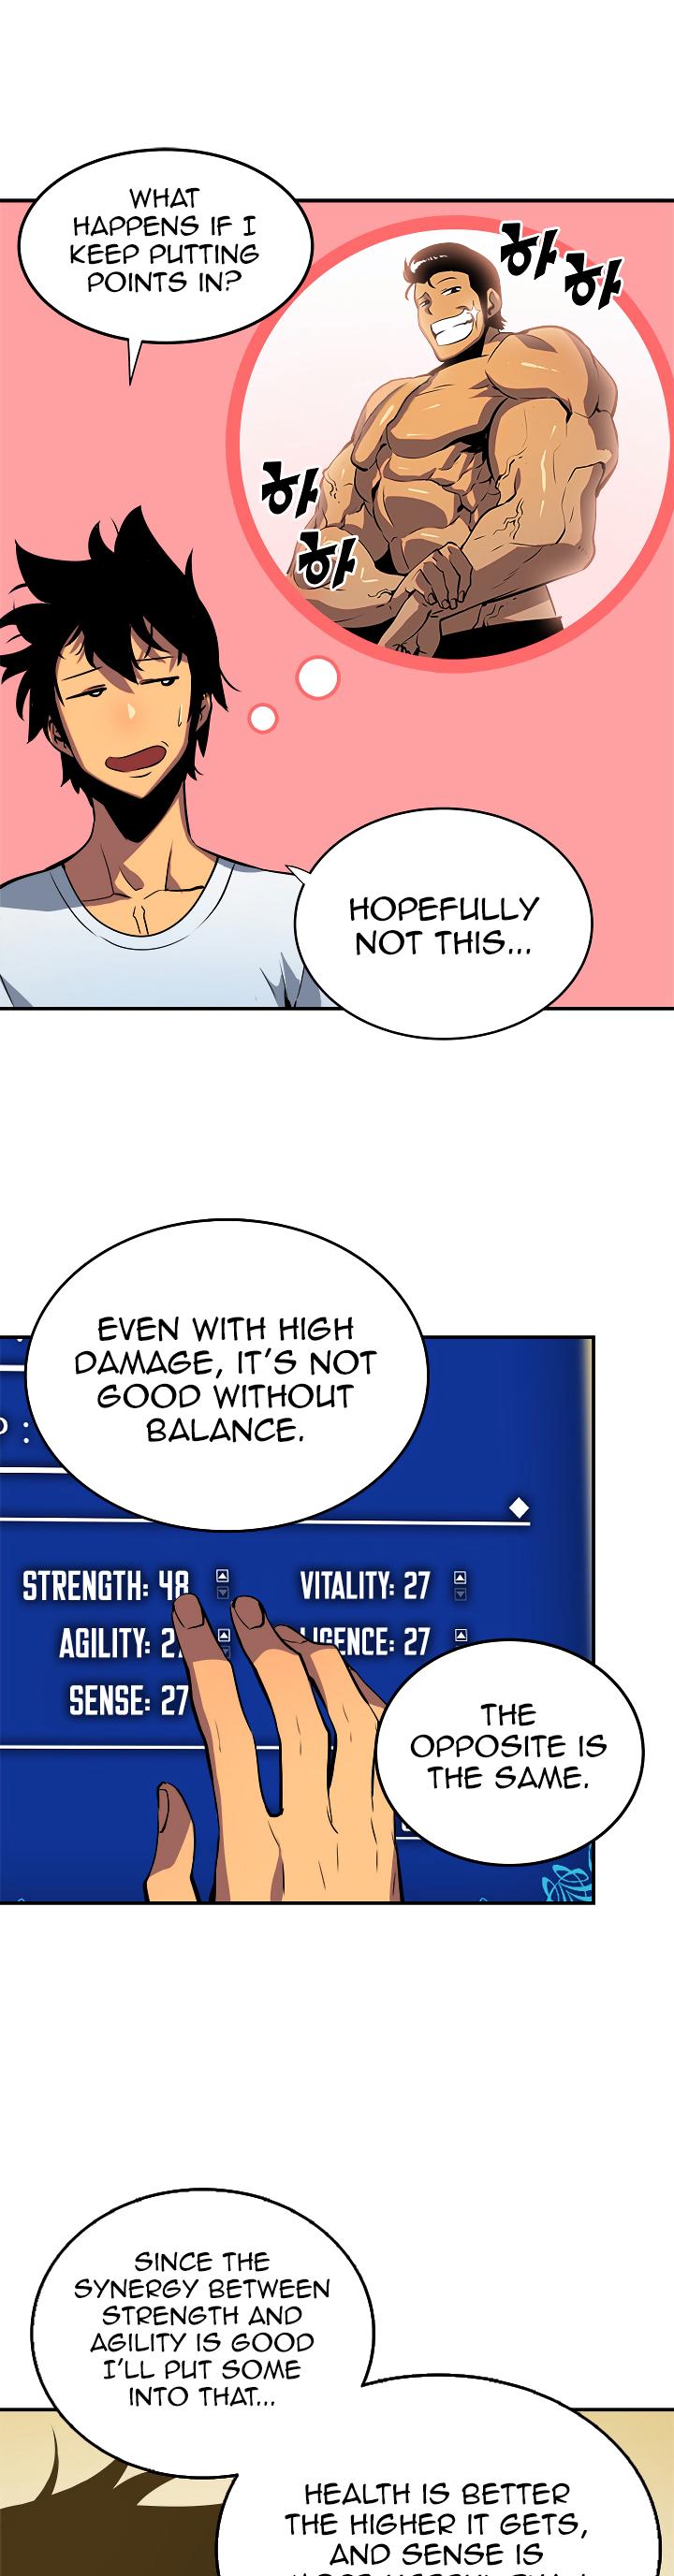 WHAT
HAPPENS IF I
KEEP PUTTING
POINTS IN?
하하
하
하
HOPEFULLY
NOT THIS...
EVEN WITH HIGH
DAMAGE, IT'S NOT
GOOD WITHOUT
BALANCE.
P :
STRENGTH: 48 VITALITY: 27
AGILITY: LIGENCE: 27
SENSE: 27
THE
OPPOSITE IS
THE SAME.
SINCE THE
SYNERGY BETWEEN
STRENGTH AND
AGILITY IS GOOD
I'LL PUT SOME
INTO THAT...
HEALTH IS BETTER
THE HIGHER IT GETS,
AND SENSE IS